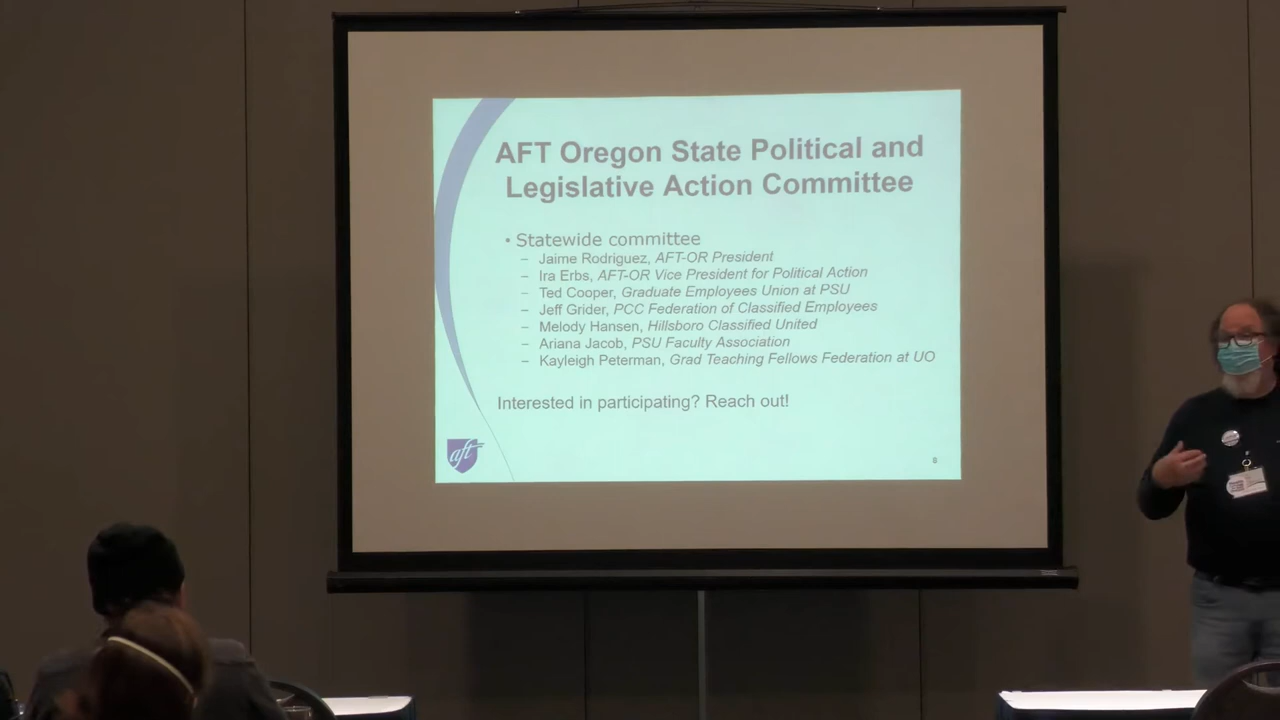 AFT Oregon State Political and
Legislative Action Committee
• Statewide committee
– Jaime Rodriguez, AFT-OR President
– Ira Erbs, AFT-OR Vice President for Political Action
– Ted Cooper, Graduate Employees Union at PSU
– Jeff Grider, PCC Federation of Classified Employees
– Melody Hansen, Hillsboro Classified United
– Ariana Jacob, PSU Faculty Association
– Kayleigh Peterman, Grad Teaching Fellows Federation at UO
Interested in participating? Reach out!
aft
8